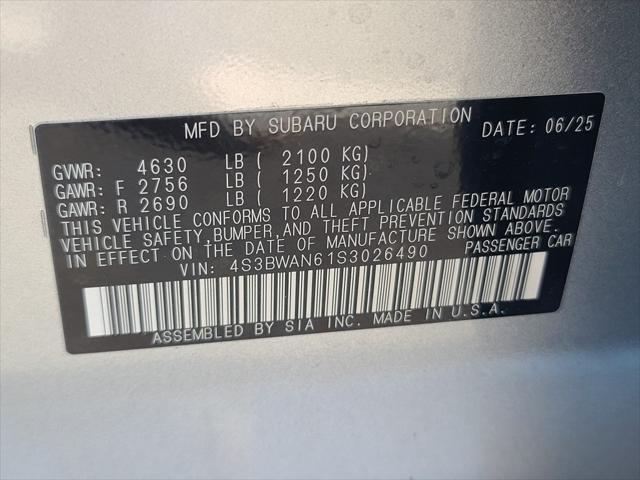 MFD BY SUBARU CORPORATION DATE: 06/25
GVWR: 4630 LB ( 2100 KG)
GAWR: F 2756 LB ( 1250 KG)
GAWR: R 2690 LB ( 1220 KG)
THIS VEHICLE CONFORMS TO ALL APPLICABLE FEDERAL MOTOR
VEHICLE SAFETY,BUMPER,AND THEFT PREVENTION STANDARDS
IN EFFECT ON THE DATE OF MANUFACTURE SHOWN ABOVE.
VIN: 4S3BWAN61S3026490 PASSENGER CAR
ASSEMBLED BY SIA INC. MADE IN U.S.A.